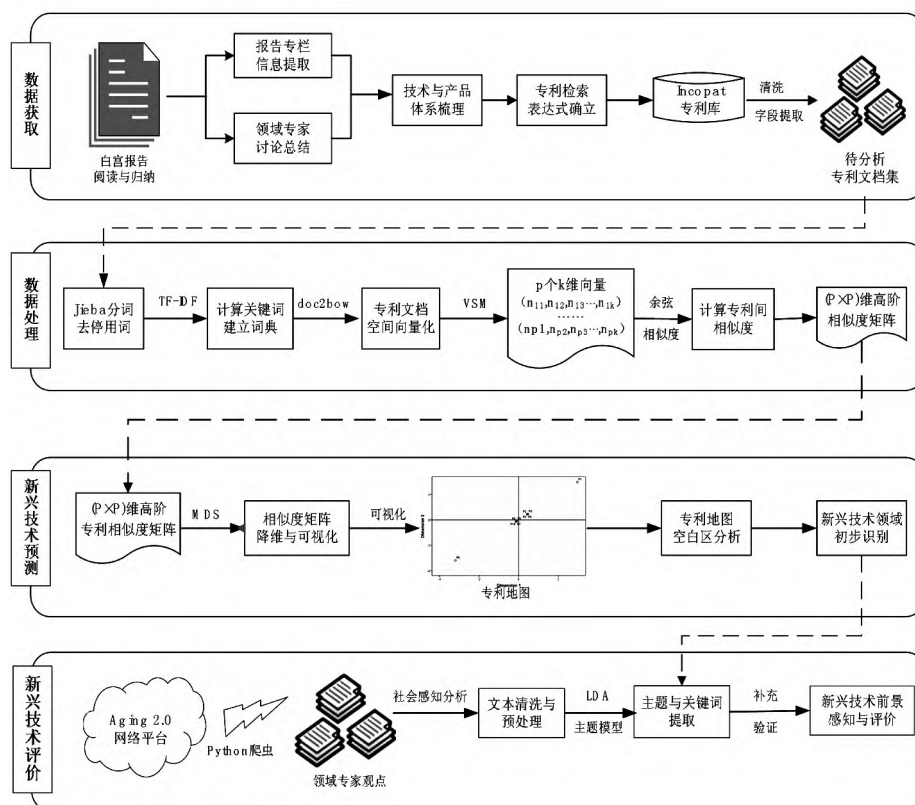 数据获取
白宫报告
阅读与归纳
报告专栏
信息提取
领域专家
讨论总结
技术与产品
体系梳理
专利检索
表达式确立
Incopat
专利库
清洗
字段提取
待分析
专利文档集
数据处理
Jieba分词
去停用词
TF-IDF
计算关键词
建立词典
doc2bow
专利文档
空间向量化
VSM
p个k维向量
(n11,n12,n13…,n1k)
……
(np1,np2,np3…,npk)
余弦
相似度
计算专利间
相似度
(P×P)维高阶
相似度矩阵
新兴技术预测
(P×P)维高阶
专利相似度矩阵
MDS
相似度矩阵
降维与可视化
可视化
Dimension 2
Dimension 1
专利地图
专利地图
空白区分析
新兴技术领域
初步识别
新兴技术评价
Aging 2.0
网络平台
Python爬虫
领域专家观点
社会感知分析
文本清洗与
预处理
LDA
主题模型
主题与关键词
提取
补充
验证
新兴技术前景
感知与评价